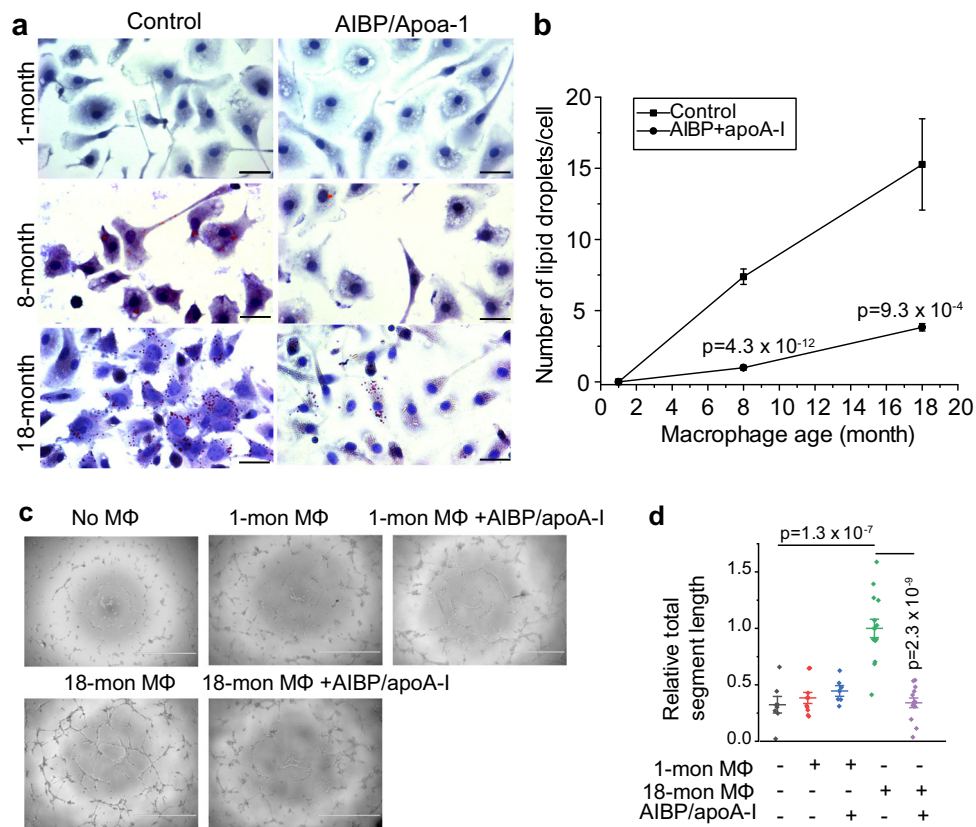 a
Control
AIBP/Apoa-1
1-month
8-month
18-month
b
Number of lipid droplets/cell
20
15
10
5
0
Control
AIBP+apoA-I
p=4.3 x 10-12
p=9.3 x 10-4
0 2 4 6 8 10 12 14 16 18 20
Macrophage age (month)
c
No MΦ
1-mon MΦ
1-mon MΦ +AIBP/apoA-I
18-mon MΦ
18-mon MΦ +AIBP/apoA-I
d
Relative total
segment length
p=1.3 x 10-7
p=2.3 x 10-9
1.5
1.0
0.5
0.0
1-mon MΦ - + + - -
18-mon MΦ - - - + +
AIBP/apoA-I - - + - +